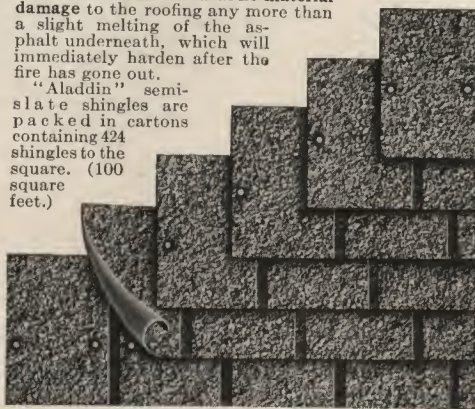 damage to the roofing any more than
a slight melting of the as-
phalt underneath, which will
immediately harden after the
fire has gone out.
"Aladdin" semi-
slate shingles are
packed in cartons
containing 424
shingles to the
square. (100
square
feet.)